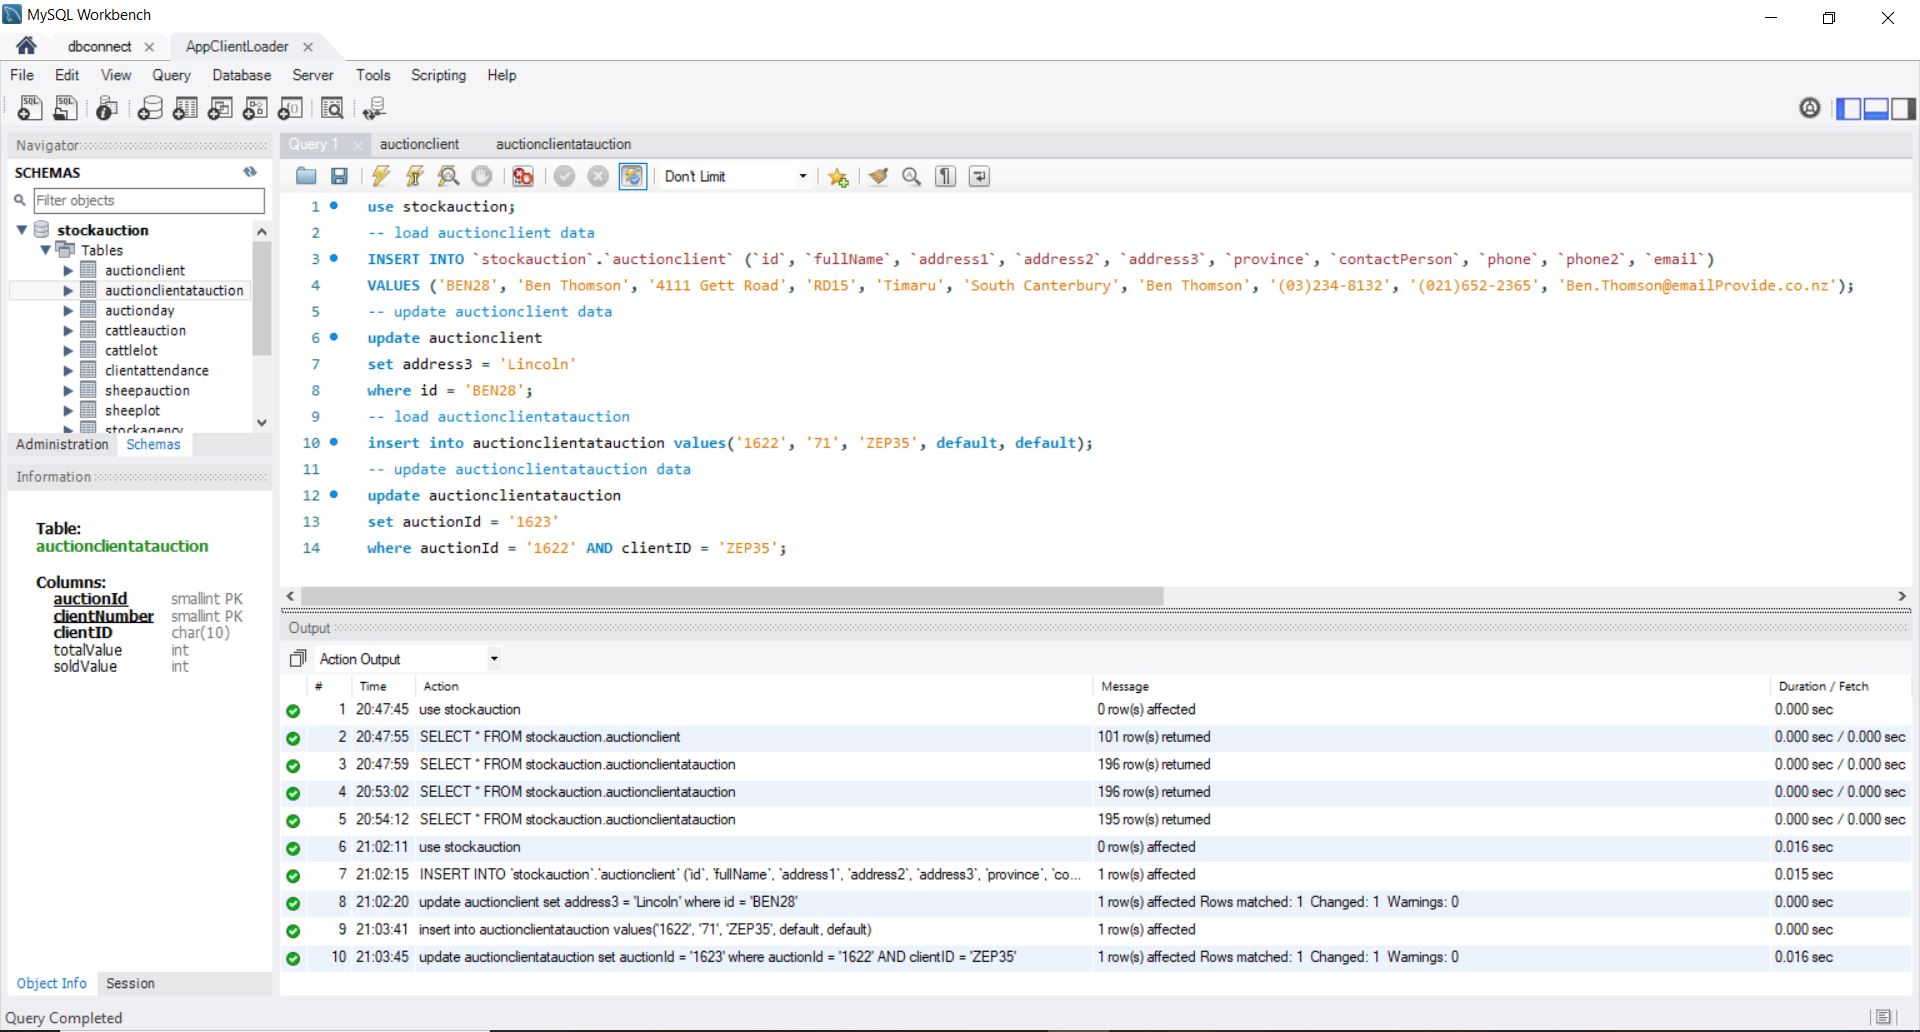 MySQL Workbench
dbconnect
AppClientLoader
File Edit View Query Database Server Tools Scripting Help
Navigator
SCHEMAS
Filter objects
stockauction
Tables
auctionclient
auctionclientatauction
auctionday
cattleauction
cattlelot
clientattendance
sheepauction
sheeplot
stockagency
Administration Schemas
Information
Table:
auctionclientatauction
Columns:
auctionId smallint PK
clientNumber smallint PK
clientID char(10)
totalValue int
soldValue int
Object Info Session
Query 1 auctionclient auctionclientatauction
Don't Limit
1 use stockauction;
2 -- load auctionclient data
3 INSERT INTO `stockauction`.`auctionclient` (`id`, `fullName`, `address1`, `address2`, `address3`, `province`, `contactPerson`, `phone`, `phone2`, `email`)
4 VALUES ('BEN28', 'Ben Thomson', '4111 Gett Road', 'RD15', 'Timaru', 'South Canterbury', 'Ben Thomson', '(03)234-8132', '(021)652-2365', 'Ben.Thomson@emailProvide.co.nz');
5 -- update auctionclient data
6 update auctionclient
7 set address3 = 'Lincoln'
8 where id = 'BEN28';
9 -- load auctionclientatauction
10 insert into auctionclientatauction values('1622', '71', 'ZEP35', default, default);
11 -- update auctionclientatauction data
12 update auctionclientatauction
13 set auctionId = '1623'
14 where auctionId = '1622' AND clientID = 'ZEP35';
Output
Action Output
# Time Action Message Duration / Fetch
1 20:47:45 use stockauction 0 row(s) affected 0.000 sec
2 20:47:55 SELECT * FROM stockauction.auctionclient 101 row(s) returned 0.000 sec / 0.000 sec
3 20:47:59 SELECT * FROM stockauction.auctionclientatauction 196 row(s) returned 0.000 sec / 0.000 sec
4 20:53:02 SELECT * FROM stockauction.auctionclientatauction 196 row(s) returned 0.000 sec / 0.000 sec
5 20:54:12 SELECT * FROM stockauction.auctionclientatauction 195 row(s) returned 0.000 sec / 0.000 sec
6 21:02:11 use stockauction 0 row(s) affected 0.016 sec
7 21:02:15 INSERT INTO `stockauction`.`auctionclient` (`id`, `fullName`, `address1`, `address2`, `address3`, `province`, `co... 1 row(s) affected 0.015 sec
8 21:02:20 update auctionclient set address3 = 'Lincoln' where id = 'BEN28' 1 row(s) affected Rows matched: 1 Changed: 1 Warnings: 0 0.000 sec
9 21:03:41 insert into auctionclientatauction values('1622', '71', 'ZEP35', default, default) 1 row(s) affected 0.000 sec
10 21:03:45 update auctionclientatauction set auctionId = '1623' where auctionId = '1622' AND clientID = 'ZEP35' 1 row(s) affected Rows matched: 1 Changed: 1 Warnings: 0 0.016 sec
Query Completed